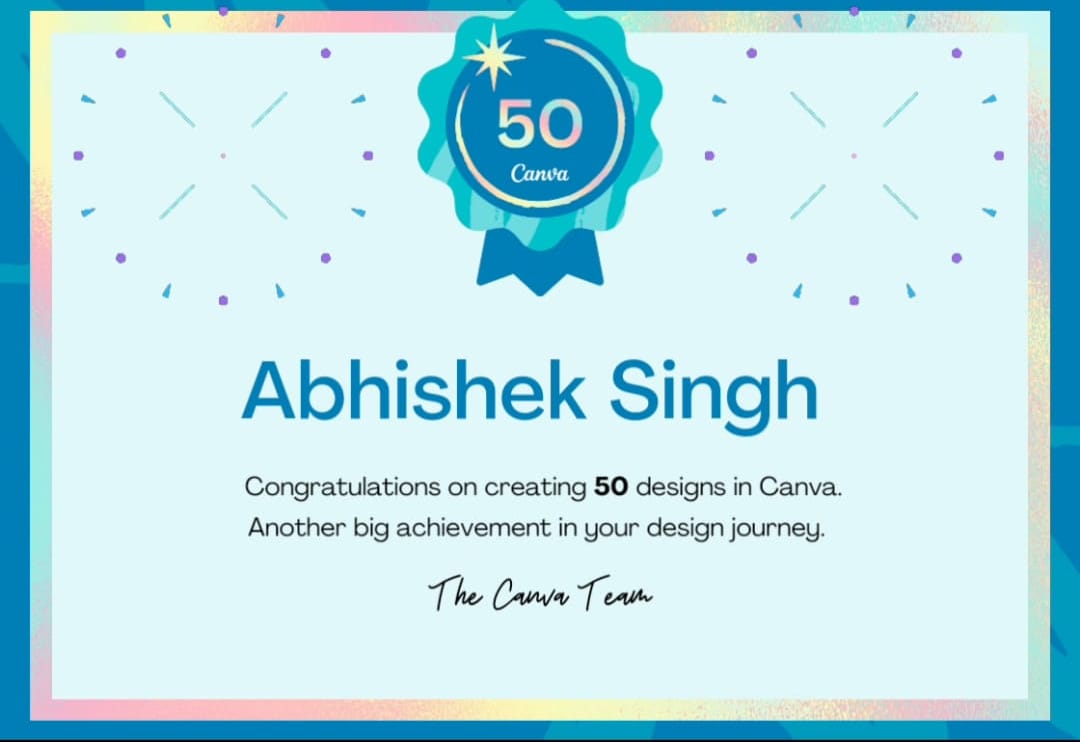 50
Canva
Abhishek Singh
Congratulations on creating 50 designs in Canva.
Another big achievement in your design journey.
The Canva Team